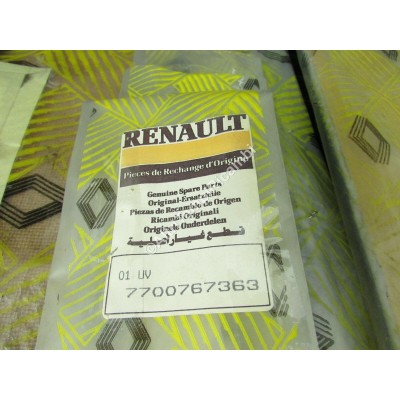 RENAULT
Pièces de Rechange d'Origine
Genuine Spare Parts
Original-Ersatzteile
Piezas de Recambio de Origen
Ricambi Originali
Originele Onderdelen
قطع غيار أصلية
01 UV
7700767363